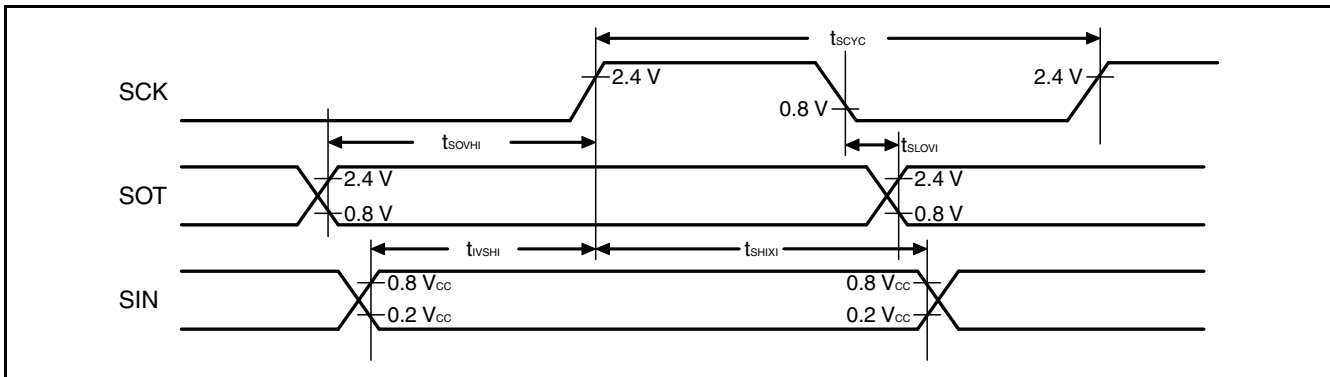 tSCYC
SCK
2.4 V
2.4 V
0.8 V
tSOVHI
tSLOVI
SOT
2.4 V
2.4 V
0.8 V
0.8 V
tIVSHI
tSHIXI
SIN
0.8 VCC
0.8 VCC
0.2 VCC
0.2 VCC